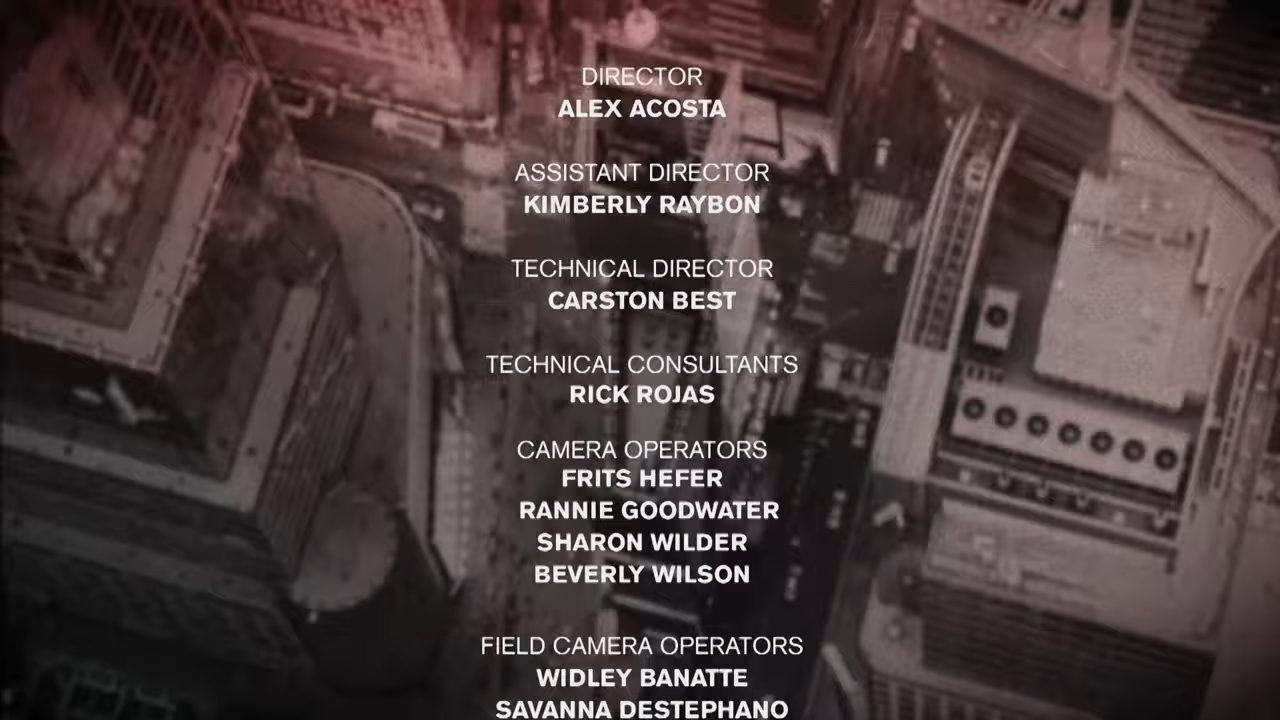 DIRECTOR
ALEX ACOSTA
ASSISTANT DIRECTOR
KIMBERLY RAYBON
TECHNICAL DIRECTOR
CARSTON BEST
TECHNICAL CONSULTANTS
RICK ROJAS
CAMERA OPERATORS
FRITS HEFER
RANNIE GOODWATER
SHARON WILDER
BEVERLY WILSON
FIELD CAMERA OPERATORS
WIDLEY BANATTE
SAVANNA DESTEPHANO